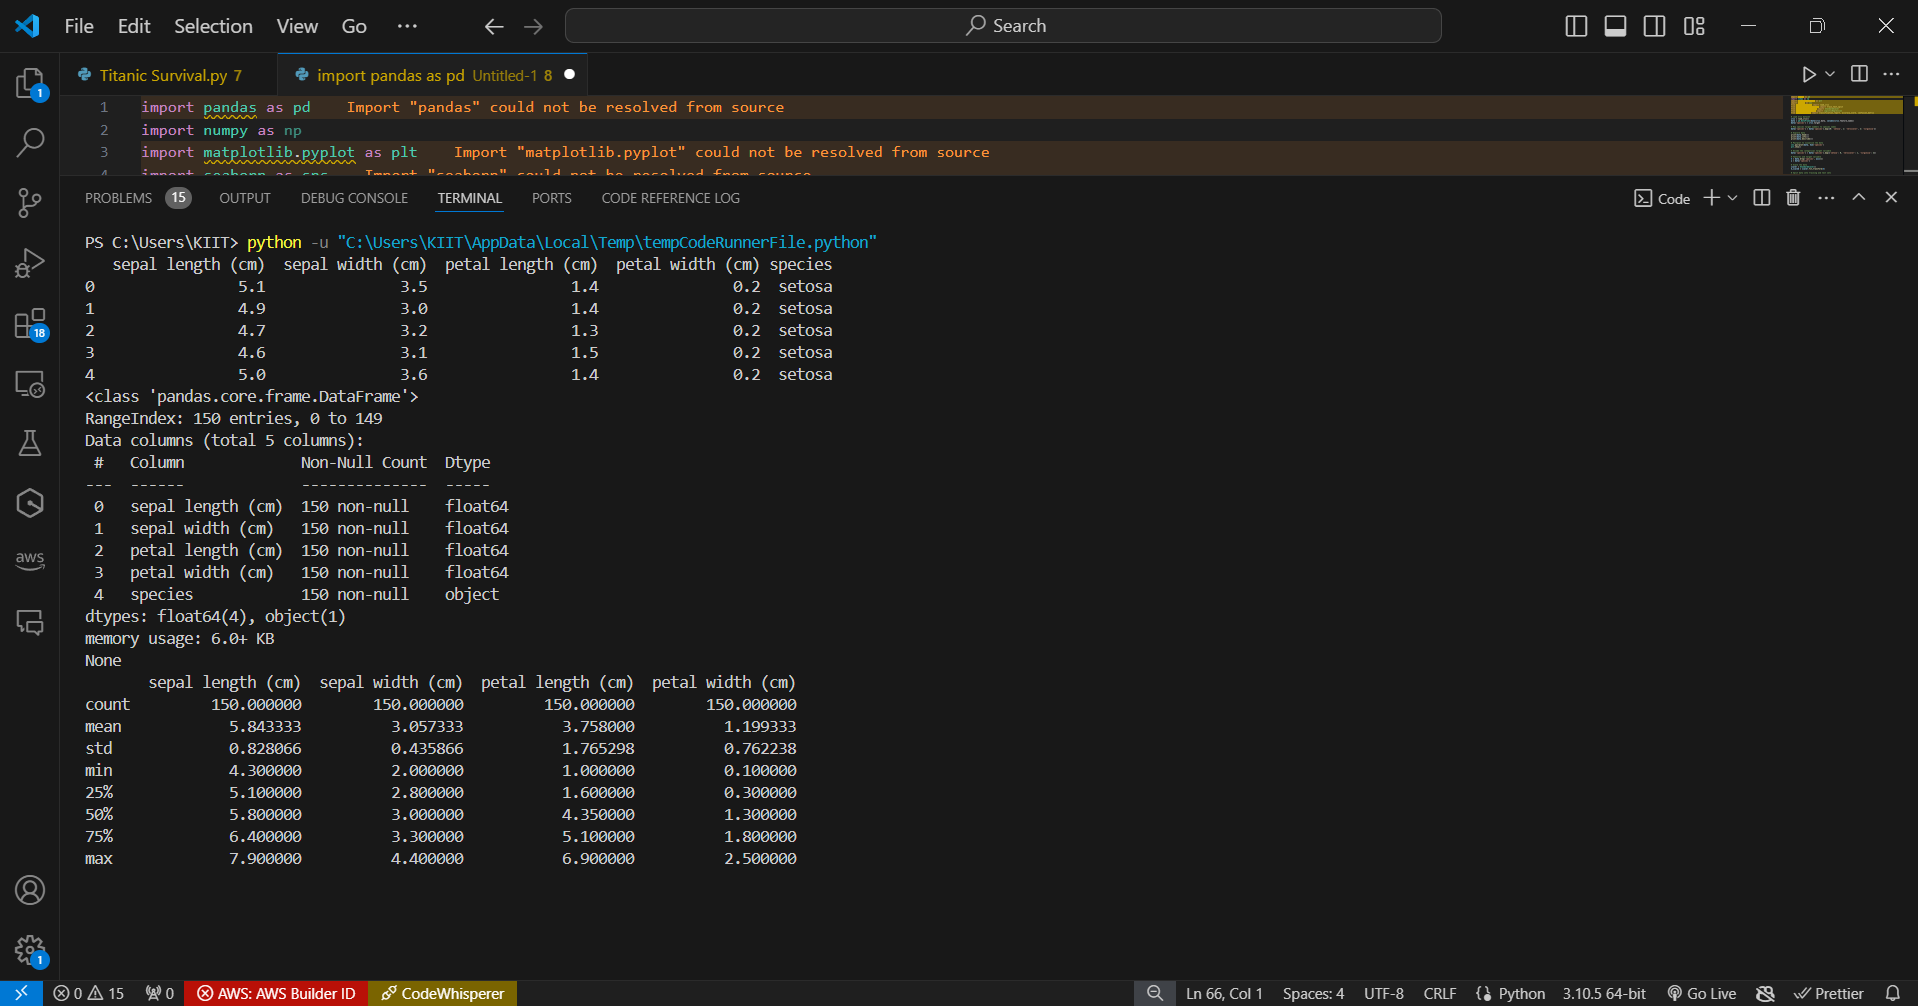 File Edit Selection View Go ··· Search
Titanic Survival.py 7 import pandas as pd Untitled-1 8
1 import pandas as pd Import "pandas" could not be resolved from source
2 import numpy as np
3 import matplotlib.pyplot as plt Import "matplotlib.pyplot" could not be resolved from source
4 import seaborn as sns Import "seaborn" could not be resolved from source
PROBLEMS 15 OUTPUT DEBUG CONSOLE TERMINAL PORTS CODE REFERENCE LOG Code
PS C:\Users\KIIT> python -u "C:\Users\KIIT\AppData\Local\Temp\tempCodeRunnerFile.python"
sepal length (cm) sepal width (cm) petal length (cm) petal width (cm) species
0 5.1 3.5 1.4 0.2 setosa
1 4.9 3.0 1.4 0.2 setosa
2 4.7 3.2 1.3 0.2 setosa
3 4.6 3.1 1.5 0.2 setosa
4 5.0 3.6 1.4 0.2 setosa
<class 'pandas.core.frame.DataFrame'>
RangeIndex: 150 entries, 0 to 149
Data columns (total 5 columns):
# Column Non-Null Count Dtype
--- ------ -------------- -----
0 sepal length (cm) 150 non-null float64
1 sepal width (cm) 150 non-null float64
2 petal length (cm) 150 non-null float64
3 petal width (cm) 150 non-null float64
4 species 150 non-null object
dtypes: float64(4), object(1)
memory usage: 6.0+ KB
None
sepal length (cm) sepal width (cm) petal length (cm) petal width (cm)
count 150.000000 150.000000 150.000000 150.000000
mean 5.843333 3.057333 3.758000 1.199333
std 0.828066 0.435866 1.765298 0.762238
min 4.300000 2.000000 1.000000 0.100000
25% 5.100000 2.800000 1.600000 0.300000
50% 5.800000 3.000000 4.350000 1.300000
75% 6.400000 3.300000 5.100000 1.800000
max 7.900000 4.400000 6.900000 2.500000
1
18
aws
1
0 15 0 AWS: AWS Builder ID CodeWhisperer Ln 66, Col 1 Spaces: 4 UTF-8 CRLF Python 3.10.5 64-bit Go Live Prettier